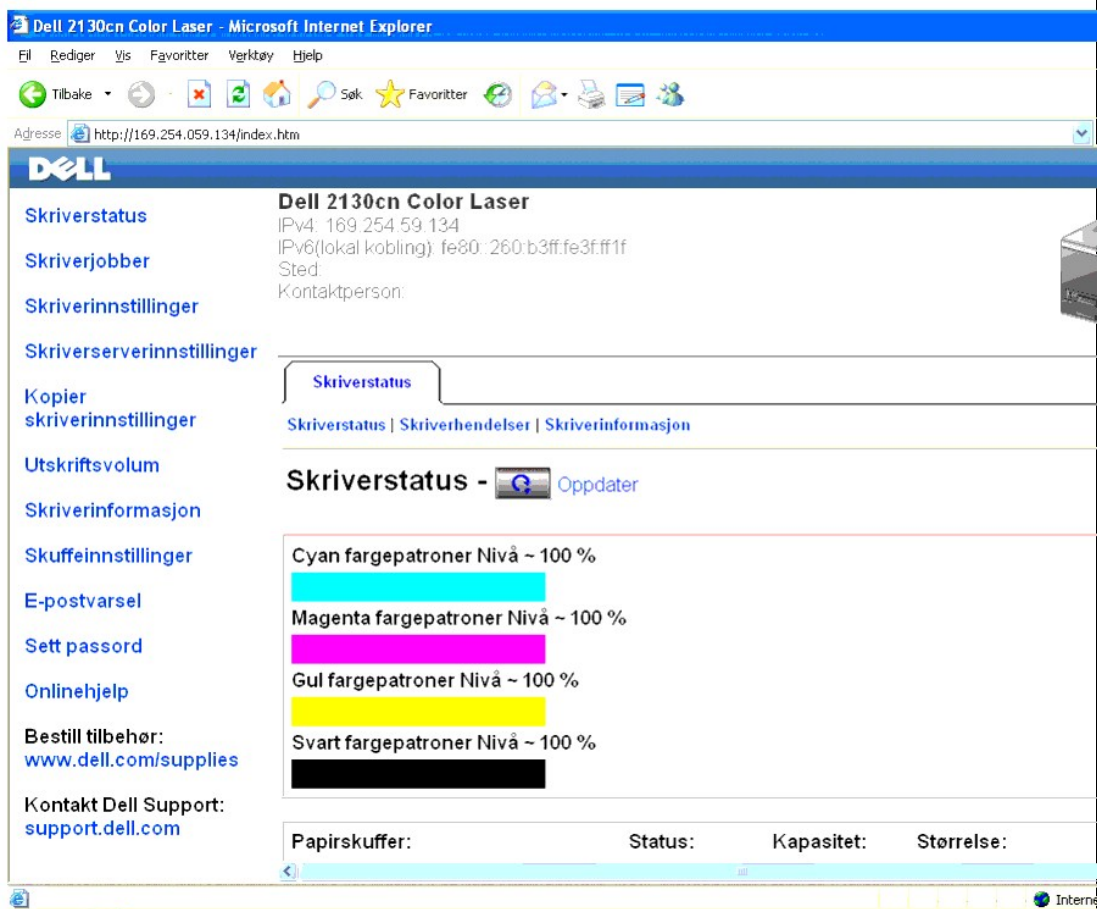 Dell 2130cn Color Laser - Microsoft Internet Explorer
Fil Rediger Vis Favoritter Verktøy Hjelp
Tilbake Søk Favoritter
Adresse http://169.254.059.134/index.htm
DELL
Skriverstatus
Skriverjobber
Skriverinnstillinger
Skriverserverinnstillinger
Kopier
skriverinnstillinger
Utskriftsvolum
Skriverinformasjon
Skuffeinnstillinger
E-postvarsel
Sett passord
Onlinehjelp
Bestill tilbehør:
www.dell.com/supplies
Kontakt Dell Support:
support.dell.com
Dell 2130cn Color Laser
IPv4: 169.254.59.134
IPv6(lokal kobling): fe80::260:b3ff:fe3f:ff1f
Sted:
Kontaktperson:
Skriverstatus
Skriverstatus | Skriverhendelser | Skriverinformasjon
Skriverstatus - Oppdater
Cyan fargepatroner Nivå ~ 100 %
Magenta fargepatroner Nivå ~ 100 %
Gul fargepatroner Nivå ~ 100 %
Svart fargepatroner Nivå ~ 100 %
Papirskuffer: Status: Kapasitet: Størrelse:
Interne